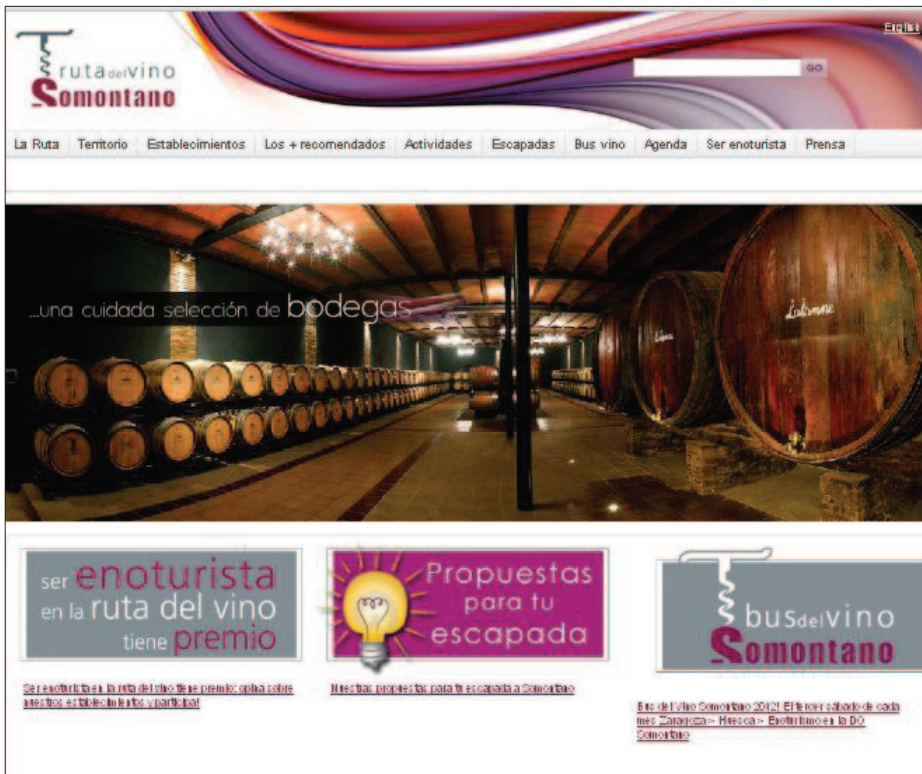 English
ruta del vino
Somontano
GO
La Ruta Territorio Establecimientos Los + recomendados Actividades Escapadas Bus vino Agenda Ser enoturista Prensa
...una cuidada selección de bodegas
Lalanne
ser enoturista
en la ruta del vino
tiene premio
Propuestas
para tu
escapada
bus del vino
Somontano
Ser enoturista en la ruta del vino tiene premio: opina sobre
nuestros establecimientos y participa!
Nuestras propuestas para tu escapada a Somontano
Bus del Vino Somontano 2012! El tercer sábado de cada
mes Zaragoza > Huesca > Enoturismo en la DO
Somontano